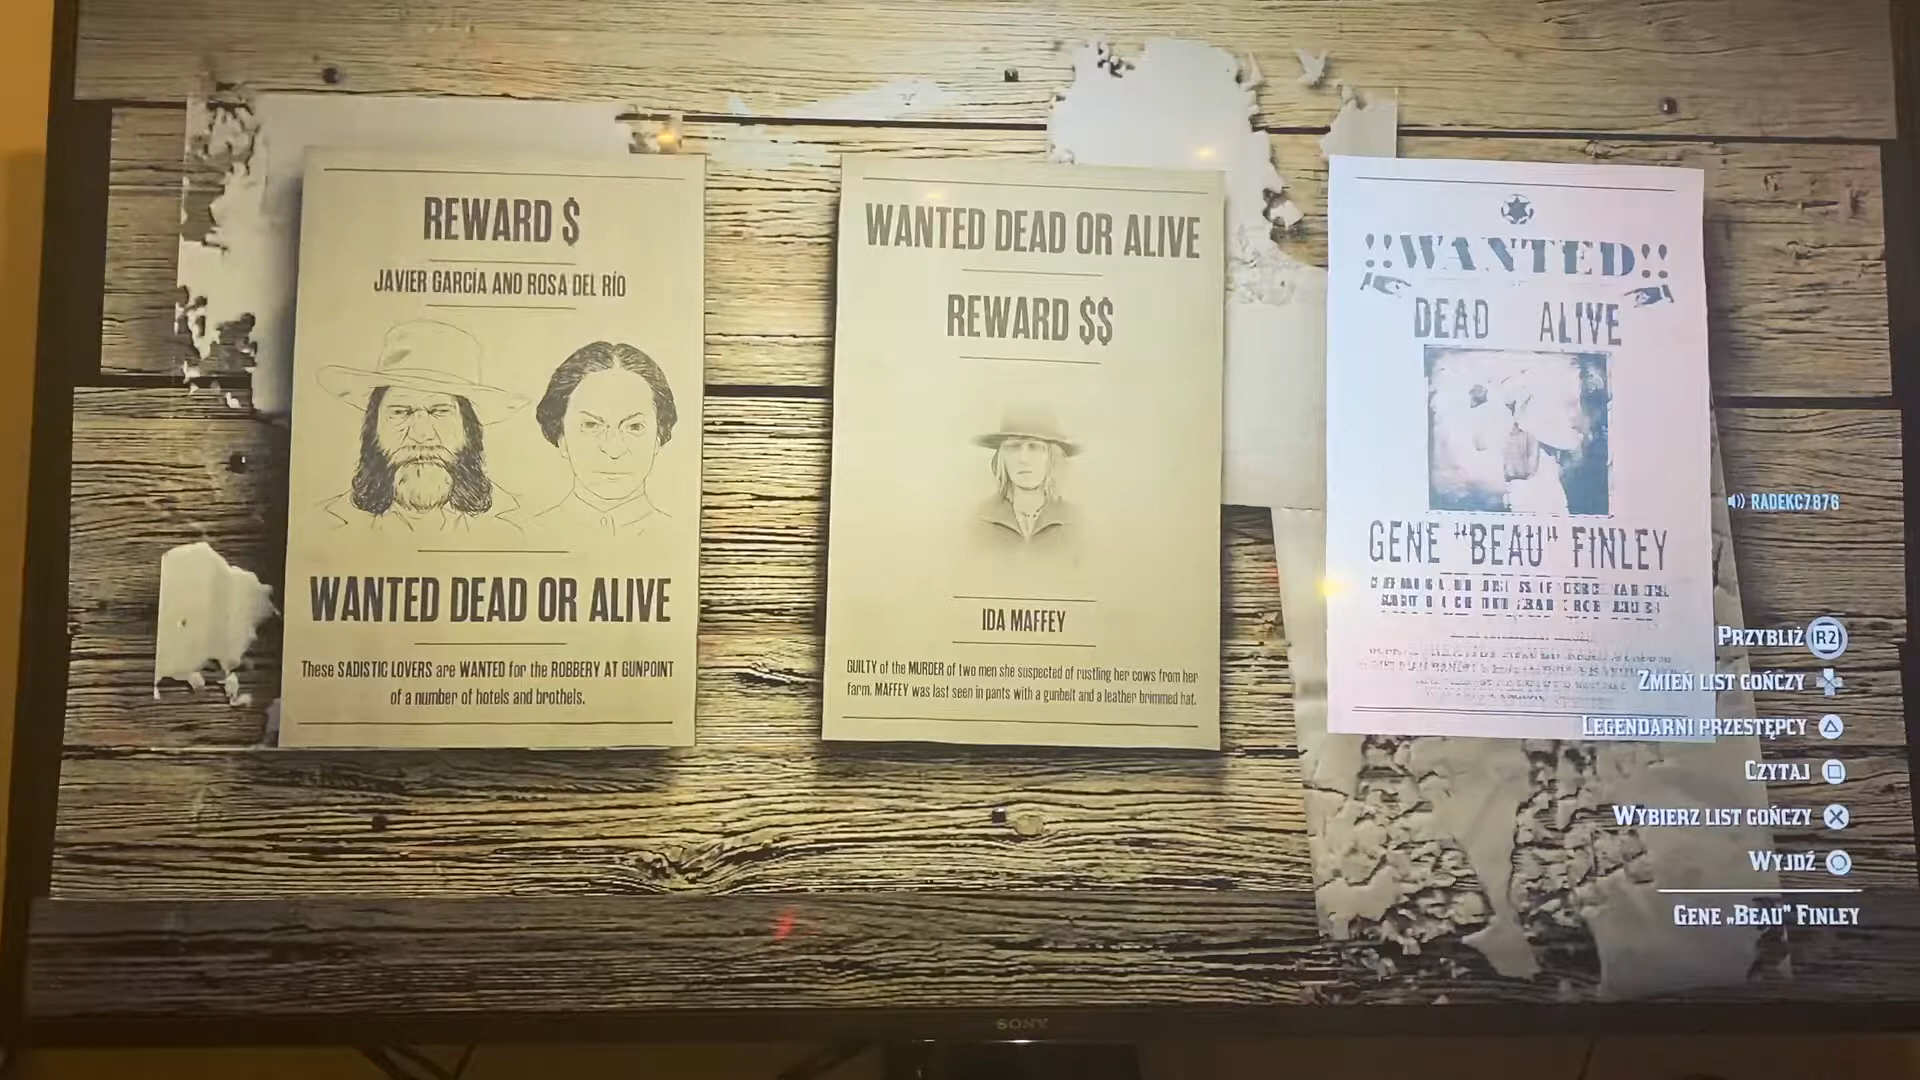 REWARD $
JAVIER GARCÍA AND ROSA DEL RÍO
WANTED DEAD OR ALIVE
These SADISTIC LOVERS are WANTED for the ROBBERY AT GUNPOINT
of a number of hotels and brothels.
WANTED DEAD OR ALIVE
REWARD $$
IDA MAFFEY
GUILTY of the MURDER of two men she suspected of rustling her cows from her
farm. MAFFEY was last seen in pants with a gunbelt and a leather brimmed hat.
!!WANTED!!
DEAD ALIVE
GENE "BEAU" FINLEY
RADEKC7876
PRZYBLIŻ R2
ZMIEŃ LIST GOŃCZY
LEGENDARNI PRZESTĘPCY
CZYTAJ
WYBIERZ LIST GOŃCZY
WYJDŹ
GENE „BEAU" FINLEY
SONY